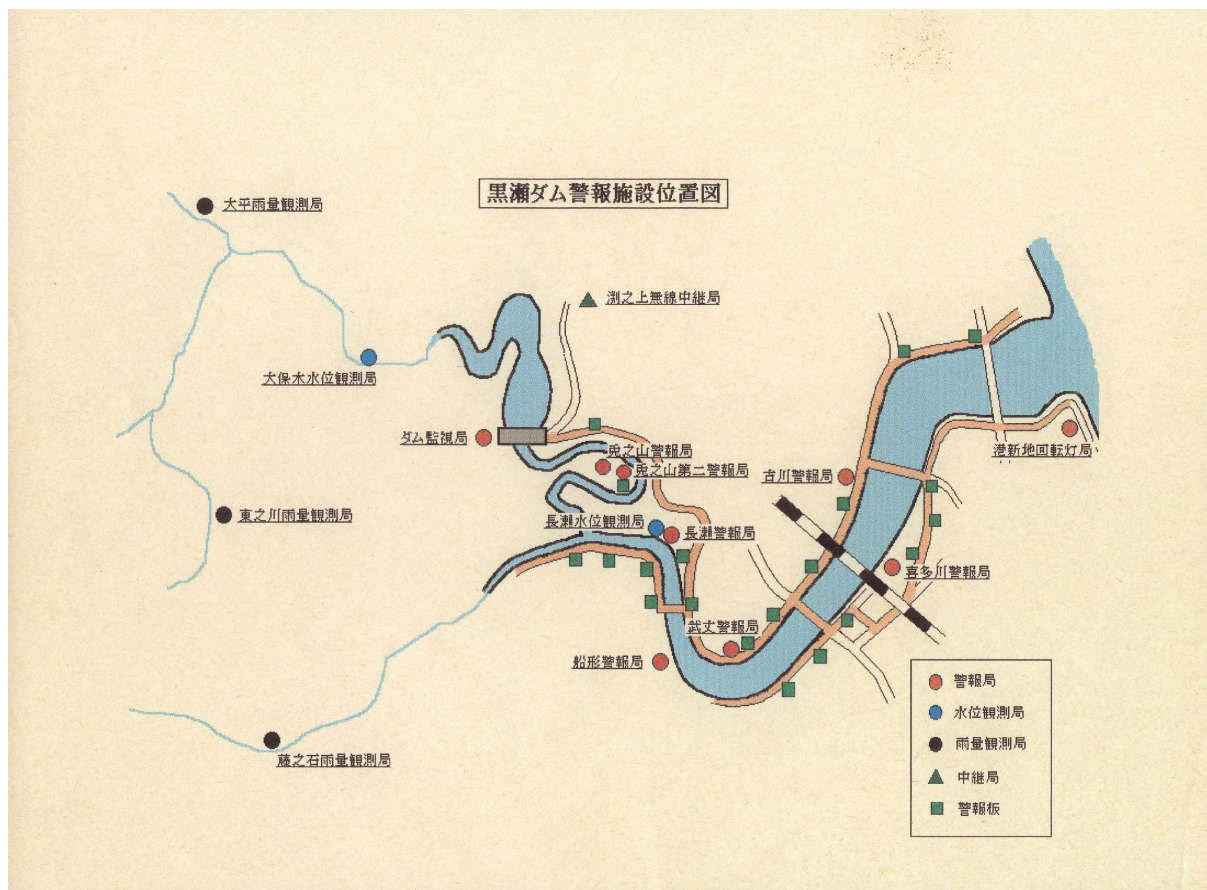 黒瀬ダム警報施設位置図
大平雨量観測局
渕之上無線中継局
大保木水位観測局
ダム監視局
兎之山警報局
兎之山第二警報局
港新地回転灯局
古川警報局
東之川雨量観測局
長瀬水位観測局
長瀬警報局
喜多川警報局
武丈警報局
船形警報局
藤之石雨量観測局
警報局
水位観測局
雨量観測局
中継局
警報板